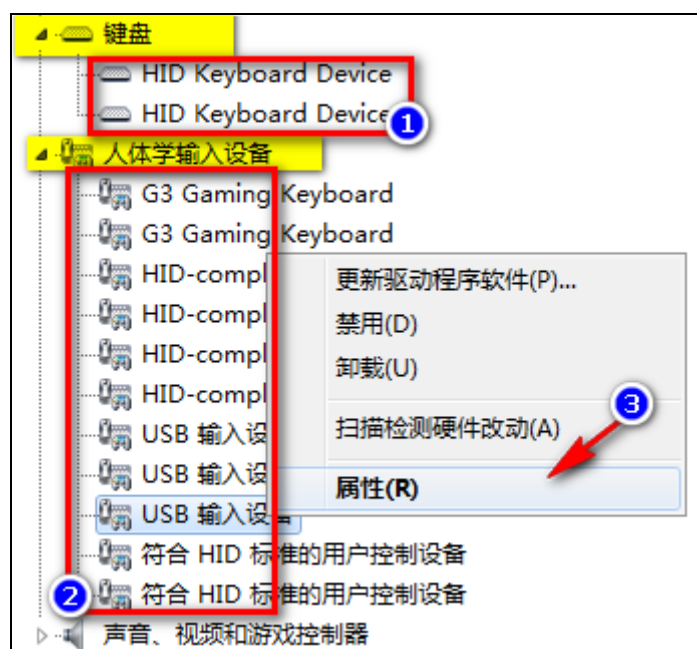 键盘
HID Keyboard Device
HID Keyboard Device
1
人体学输入设备
G3 Gaming Keyboard
G3 Gaming Keyboard
HID-compl
更新驱动程序软件(P)...
HID-compl
禁用(D)
HID-compl
卸载(U)
HID-compl
3
USB 输入设
扫描检测硬件改动(A)
USB 输入设
属性(R)
USB 输入设备
符合 HID 标准的用户控制设备
2
符合 HID 标准的用户控制设备
声音、视频和游戏控制器